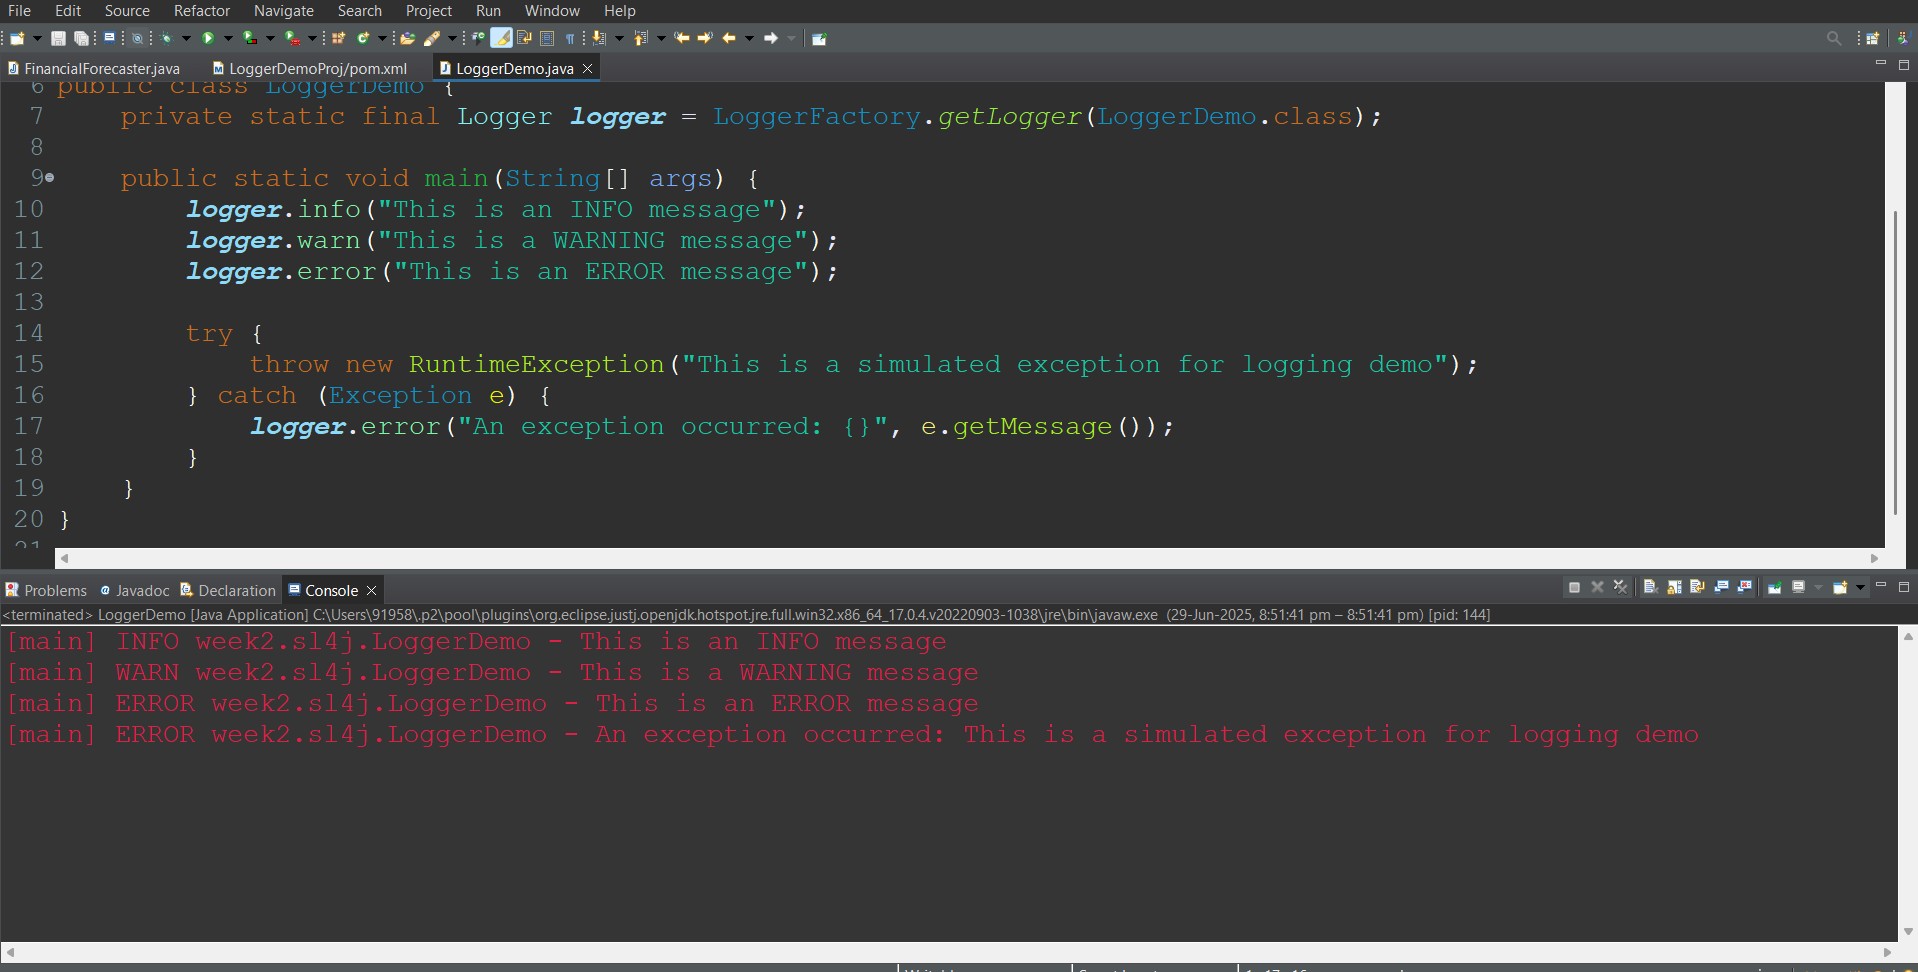 File Edit Source Refactor Navigate Search Project Run Window Help
FinancialForecaster.java LoggerDemoProj/pom.xml LoggerDemo.java
6 public class LoggerDemo {
7 private static final Logger logger = LoggerFactory.getLogger(LoggerDemo.class);
8
9 public static void main(String[] args) {
10 logger.info("This is an INFO message");
11 logger.warn("This is a WARNING message");
12 logger.error("This is an ERROR message");
13
14 try {
15 throw new RuntimeException("This is a simulated exception for logging demo");
16 } catch (Exception e) {
17 logger.error("An exception occurred: {}", e.getMessage());
18 }
19 }
20 }
21
Problems Javadoc Declaration Console
<terminated> LoggerDemo [Java Application] C:\Users\91958\.p2\pool\plugins\org.eclipse.justj.openjdk.hotspot.jre.full.win32.x86_64_17.0.4.v20220903-1038\jre\bin\javaw.exe (29-Jun-2025, 8:51:41 pm – 8:51:41 pm) [pid: 144]
[main] INFO week2.sl4j.LoggerDemo - This is an INFO message
[main] WARN week2.sl4j.LoggerDemo - This is a WARNING message
[main] ERROR week2.sl4j.LoggerDemo - This is an ERROR message
[main] ERROR week2.sl4j.LoggerDemo - An exception occurred: This is a simulated exception for logging demo